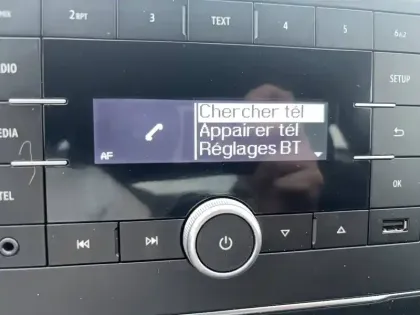 2RPT
3
TEXT
4
5
6
DIO
SETUP
Chercher tél
Appairer tél
Réglages BT
AF
EDIA
TEL
OK